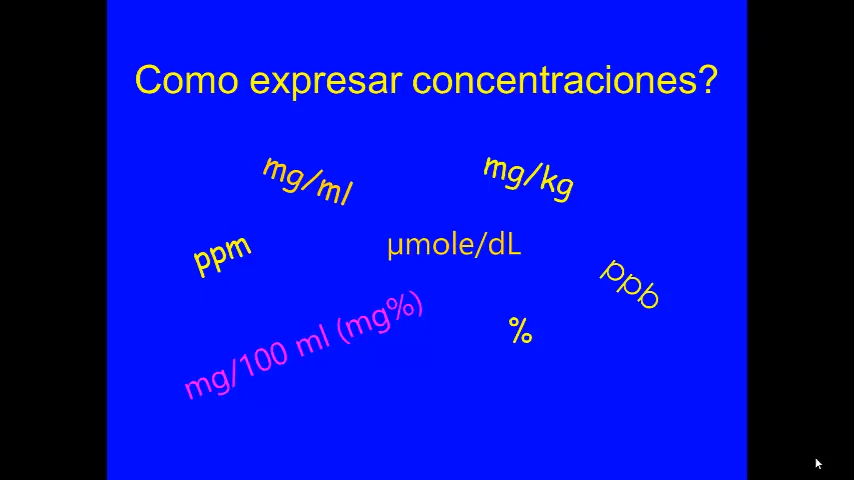 Como expresar concentraciones?
mg/ml
mg/kg
ppm
µmole/dL
ppb
mg/100 ml (mg%)
%